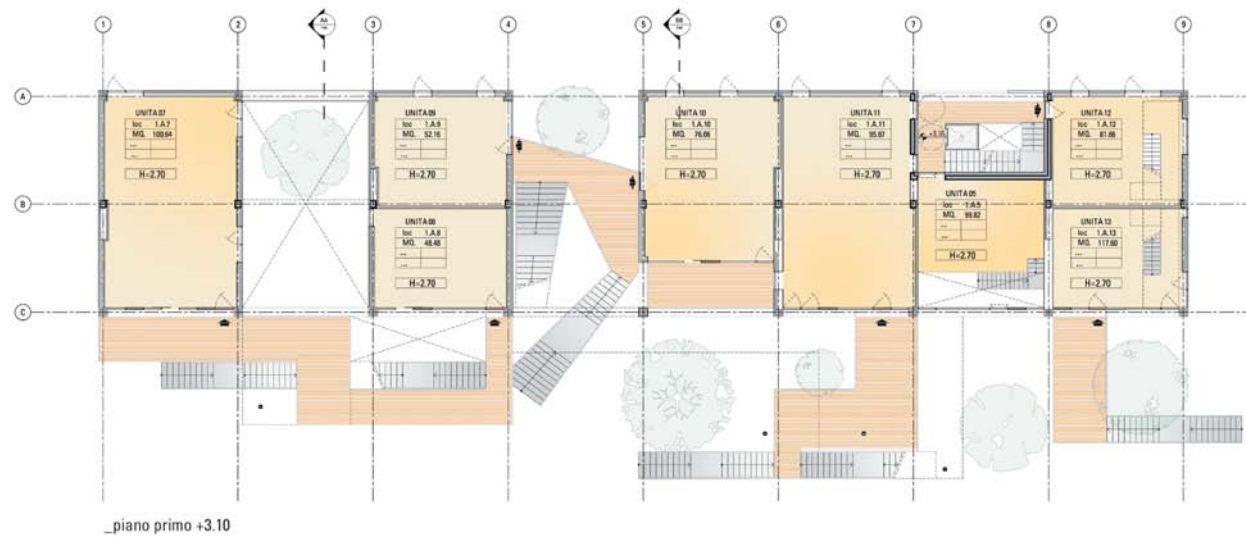 1 2 AA 3 4 5 BB 6 7 8 9
A
UNITA 07
loc 1.A.7
MQ. 100.64
---
---
H=2.70
UNITA 09
loc 1.A.9
MQ. 52.16
---
---
H=2.70
UNITA 10
loc 1.A.10
MQ. 76.06
---
---
H=2.70
UNITA 11
loc 1.A.11
MQ. 95.67
---
---
H=2.70
+3.10
UNITA 12
loc 1.A.12
MQ. 81.66
---
---
H=2.70
B
UNITA 08
loc 1.A.8
MQ. 48.48
---
---
H=2.70
UNITA 05
loc 1.A.5
MQ.
---
---
H=2.70
UNITA 13
loc 1.A.13
MQ. 117.60
---
---
H=2.70
C
_piano primo +3.10